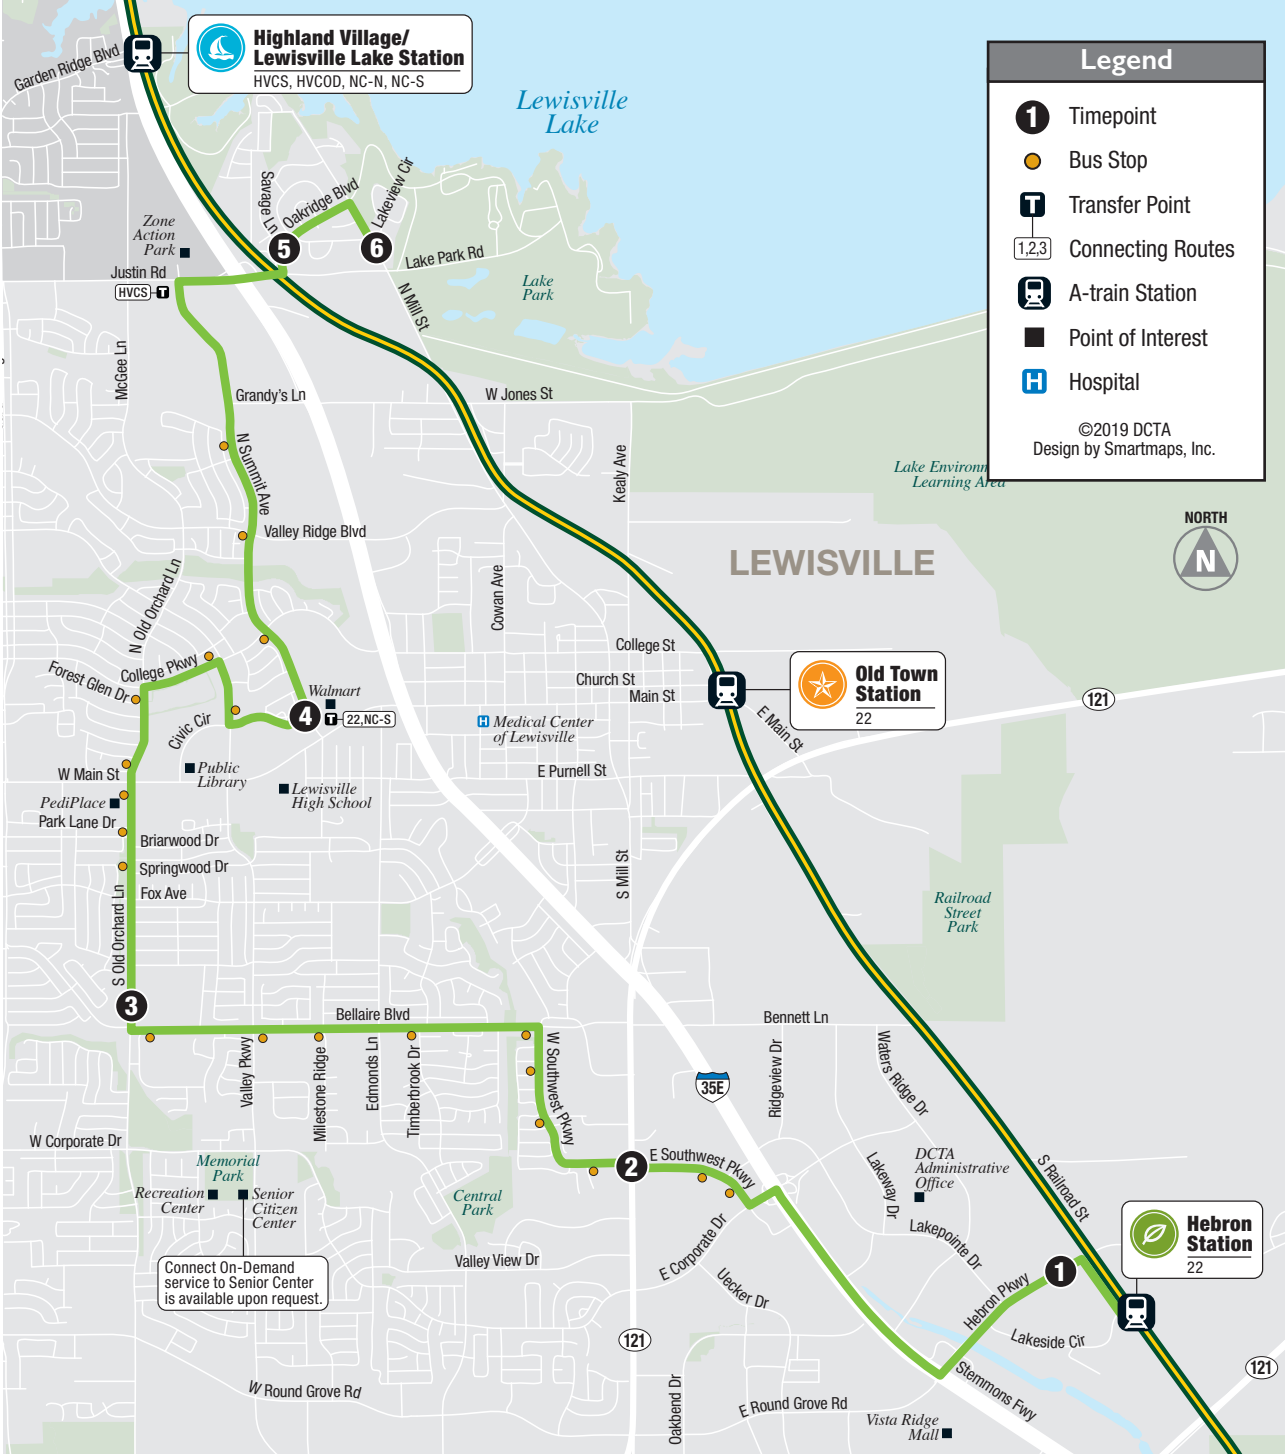 Garden Ridge Blvd
Highland Village/
Lewisville Lake Station
HVCS, HVCOD, NC-N, NC-S
Lewisville
Lake
Legend
1
Timepoint
Bus Stop
T
Transfer Point
1,2,3
Connecting Routes
A-train Station
Point of Interest
H
Hospital
©2019 DCTA
Design by Smartmaps, Inc.
Savage Ln
Oakridge Blvd
Lakeview Cir
Zone
Action
Park
5
6
Lake Park Rd
Justin Rd
HVCS
T
Lake
Park
N Mill St
McGee Ln
Grandy's Ln
W Jones St
N Summit Ave
Kealy Ave
Lake Environm
Learning Area
NORTH
N
Valley Ridge Blvd
LEWISVILLE
N Old Orchard Ln
Cowan Ave
College St
College Pkwy
Forest Glen Dr
Church St
Main St
Old Town
Station
22
Walmart
4
T
22,NC-S
Civic Cir
H
Medical Center
of Lewisville
E Main St
121
W Main St
Public
Library
E Purnell St
PediPlace
Lewisville
High School
Park Lane Dr
Briarwood Dr
Springwood Dr
Fox Ave
S Mill St
S Old Orchard Ln
Railroad
Street
Park
3
Bellaire Blvd
Bennett Ln
Valley Pkwy
Milestone Ridge
Edmonds Ln
Timberbrook Dr
W Southwest Pkwy
35E
Ridgeview Dr
Waters Ridge Dr
W Corporate Dr
Memorial
Park
2
E Southwest Pkwy
Lakeway Dr
DCTA
Administrative
Office
S Railroad St
Recreation
Center
Senior
Citizen
Center
Central
Park
Hebron
Station
22
E Corporate Dr
Lakepointe Dr
Valley View Dr
Connect On-Demand
service to Senior Center
is available upon request.
Uecker Dr
1
Hebron Pkwy
Lakeside Cir
121
121
Stemmons Fwy
W Round Grove Rd
Oakbend Dr
E Round Grove Rd
Vista Ridge
Mall